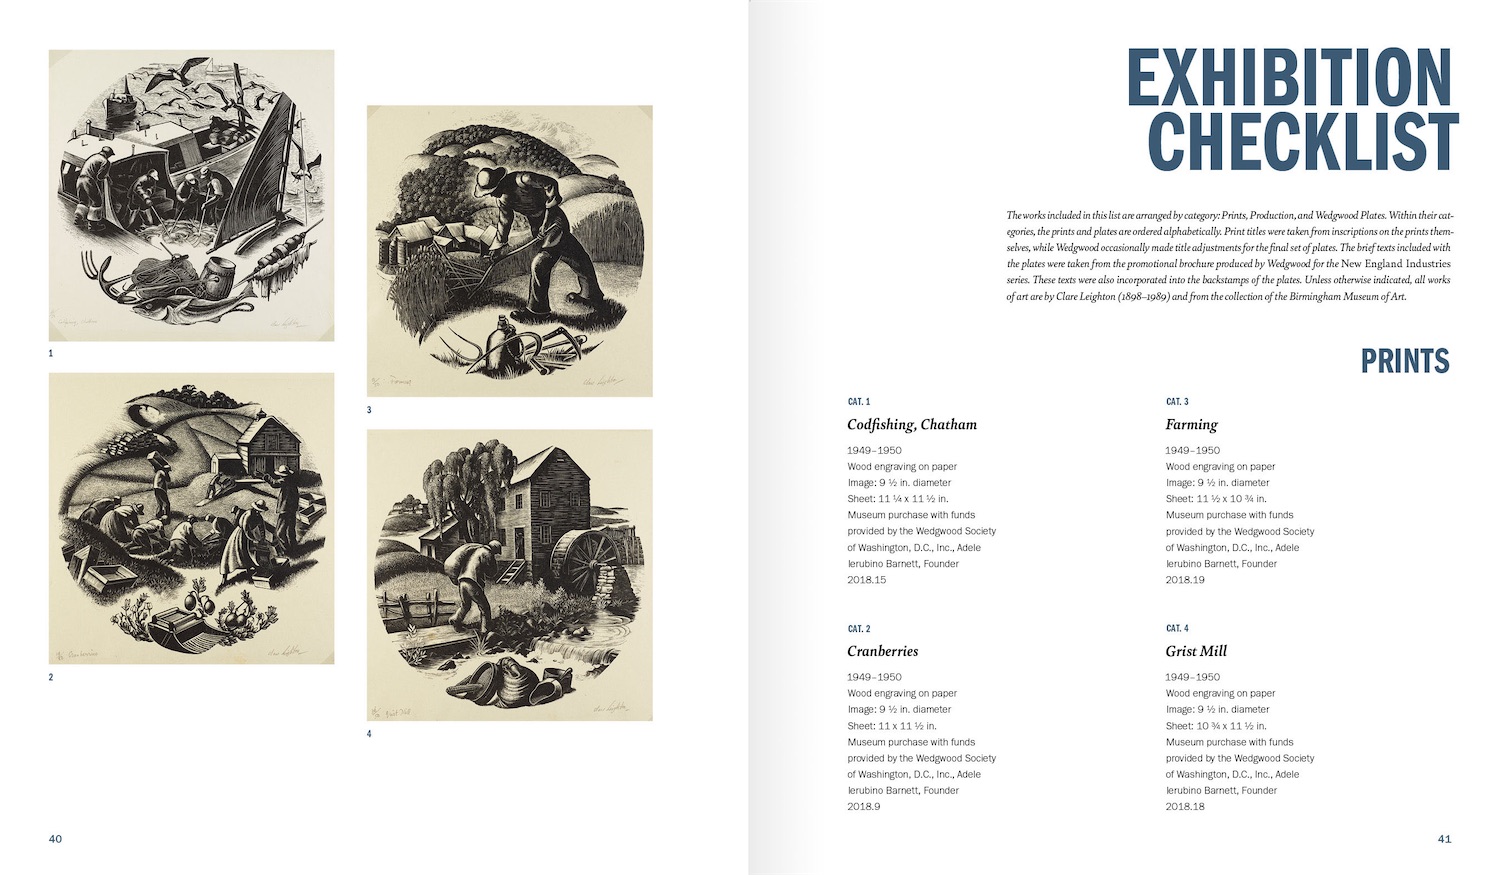 1
2
3
4
40
EXHIBITION
CHECKLIST
The works included in this list are arranged by category: Prints, Production, and Wedgwood Plates. Within their cat-
egories, the prints and plates are ordered alphabetically. Print titles were taken from inscriptions on the prints them-
selves, while Wedgwood occasionally made title adjustments for the final set of plates. The brief texts included with
the plates were taken from the promotional brochure produced by Wedgwood for the New England Industries
series. These texts were also incorporated into the backstamps of the plates. Unless otherwise indicated, all works
of art are by Clare Leighton (1898–1989) and from the collection of the Birmingham Museum of Art.
PRINTS
CAT. 1
Codfishing, Chatham
1949–1950
Wood engraving on paper
Image: 9 ½ in. diameter
Sheet: 11 ¼ x 11 ½ in.
Museum purchase with funds
provided by the Wedgwood Society
of Washington, D.C., Inc., Adele
Ierubino Barnett, Founder
2018.15
CAT. 2
Cranberries
1949–1950
Wood engraving on paper
Image: 9 ½ in. diameter
Sheet: 11 x 11 ½ in.
Museum purchase with funds
provided by the Wedgwood Society
of Washington, D.C., Inc., Adele
Ierubino Barnett, Founder
2018.9
CAT. 3
Farming
1949–1950
Wood engraving on paper
Image: 9 ½ in. diameter
Sheet: 11 ½ x 10 ¾ in.
Museum purchase with funds
provided by the Wedgwood Society
of Washington, D.C., Inc., Adele
Ierubino Barnett, Founder
2018.19
CAT. 4
Grist Mill
1949–1950
Wood engraving on paper
Image: 9 ½ in. diameter
Sheet: 10 ¾ x 11 ½ in.
Museum purchase with funds
provided by the Wedgwood Society
of Washington, D.C., Inc., Adele
Ierubino Barnett, Founder
2018.18
41